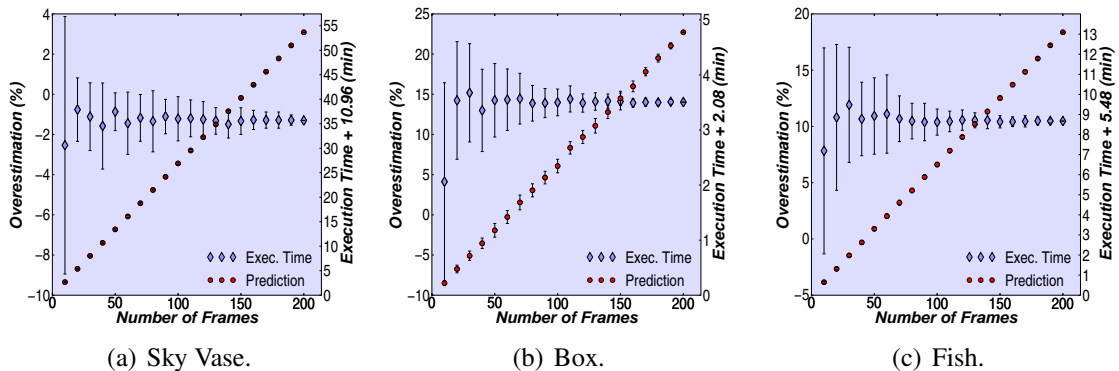 4
2
0
−2
−4
−6
−8
−10
0 50 100 150 200
Overestimation (%)
Number of Frames
55
50
45
40
35
30
25
20
15
10
5
0
Execution Time + 10.96 (min)
Exec. Time
Prediction
(a) Sky Vase.
25
20
15
10
5
0
−5
−10
0 50 100 150 200
Overestimation (%)
Number of Frames
5
4
3
2
1
0
Execution Time + 2.08 (min)
Exec. Time
Prediction
(b) Box.
20
15
10
5
0
−5
0 50 100 150 200
Overestimation (%)
Number of Frames
13
12
11
10
9
8
7
6
5
4
3
2
1
0
Execution Time + 5.48 (min)
Exec. Time
Prediction
(c) Fish.